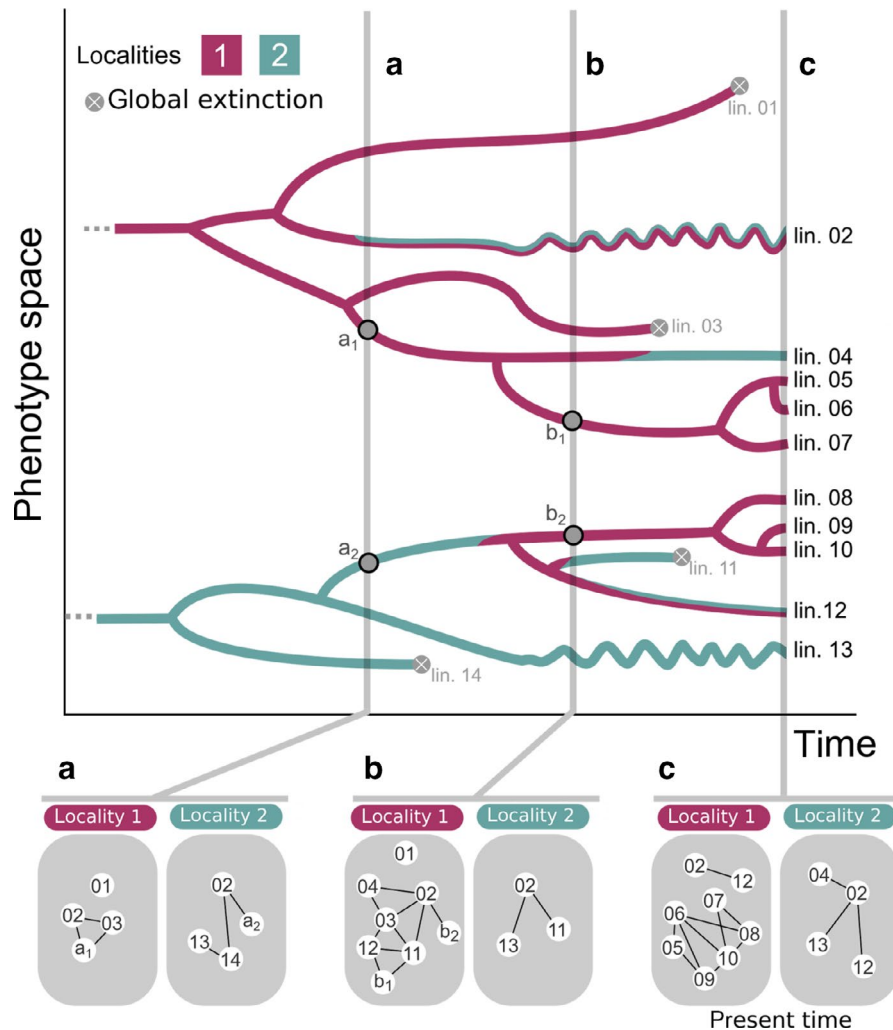 Localities 1 2
Global extinction
a b c
lin. 01
lin. 02
lin. 03
a1
lin. 04
lin. 05
lin. 06
b1
lin. 07
lin. 08
b2
lin. 09
lin. 10
a2
lin. 11
lin.12
lin. 13
lin. 14
Phenotype space
Time
a
Locality 1 Locality 2
01
02 03
a1
02
a2
13
14
b
Locality 1 Locality 2
01
04 02
03
b2
12 11
b1
02
11
13
c
Locality 1 Locality 2
02
12
07
06
08
05 10
09
04
02
13
12
Present time